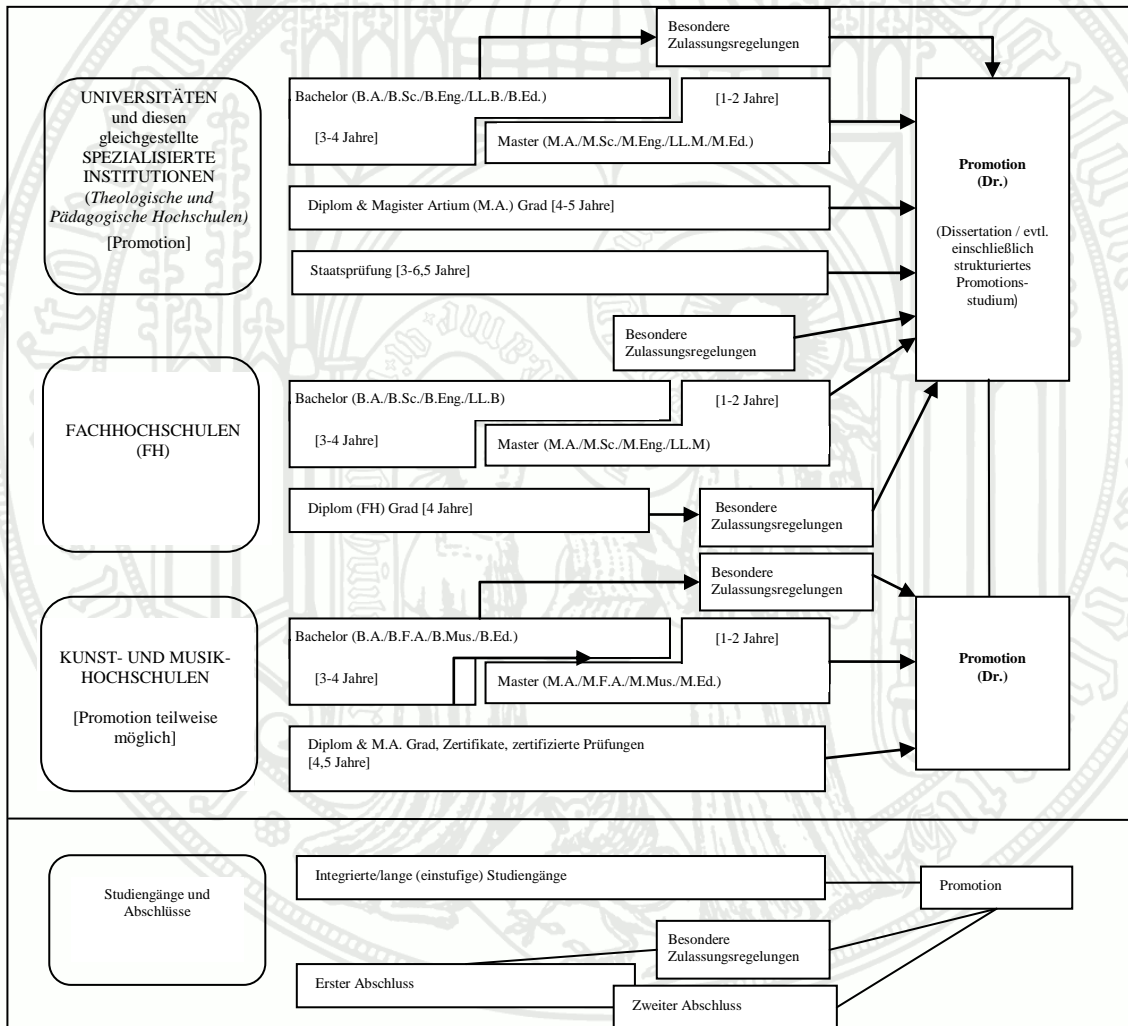 Besondere
Zulassungsregelungen
UNIVERSITÄTEN
und diesen
gleichgestellte
SPEZIALISIERTE
INSTITUTIONEN
(Theologische und
Pädagogische Hochschulen)
[Promotion]
Bachelor (B.A./B.Sc./B.Eng./LL.B./B.Ed.)
[3-4 Jahre]
[1-2 Jahre]
Master (M.A./M.Sc./M.Eng./LL.M./M.Ed.)
Diplom & Magister Artium (M.A.) Grad [4-5 Jahre]
Staatsprüfung [3-6,5 Jahre]
Promotion
(Dr.)
(Dissertation / evtl.
einschließlich
strukturiertes
Promotions-
studium)
Besondere
Zulassungsregelungen
FACHHOCHSCHULEN
(FH)
Bachelor (B.A./B.Sc./B.Eng./LL.B)
[3-4 Jahre]
[1-2 Jahre]
Master (M.A./M.Sc./M.Eng./LL.M)
Diplom (FH) Grad [4 Jahre]
Besondere
Zulassungsregelungen
Besondere
Zulassungsregelungen
KUNST- UND MUSIK-
HOCHSCHULEN
[Promotion teilweise
möglich]
Bachelor (B.A./B.F.A./B.Mus./B.Ed.)
[3-4 Jahre]
[1-2 Jahre]
Master (M.A./M.F.A./M.Mus./M.Ed.)
Diplom & M.A. Grad, Zertifikate, zertifizierte Prüfungen
[4,5 Jahre]
Promotion
(Dr.)
Studiengänge und
Abschlüsse
Integrierte/lange (einstufige) Studiengänge
Promotion
Besondere
Zulassungsregelungen
Erster Abschluss
Zweiter Abschluss